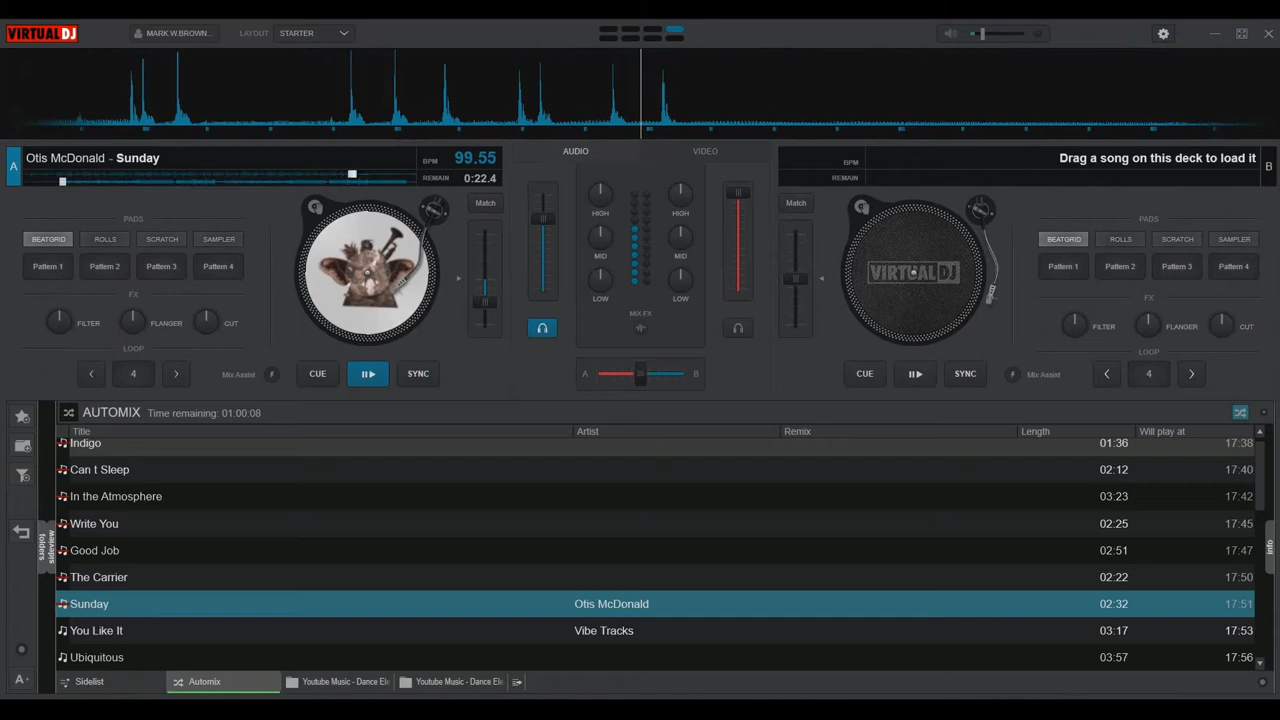 VIRTUALDJ
MARK.W.BROWN...
LAYOUT STARTER
A
Otis McDonald - Sunday
BPM 99.55
REMAIN 0:22.4
AUDIO VIDEO
BPM
REMAIN
Drag a song on this deck to load it
B
PADS
BEATGRID ROLLS SCRATCH SAMPLER
Pattern 1 Pattern 2 Pattern 3 Pattern 4
FX
FILTER FLANGER CUT
LOOP
4
Mix Assist
CUE SYNC
Match
HIGH HIGH
MID MID
LOW LOW
MIX FX
A B
Match
VIRTUALDJ
PADS
BEATGRID ROLLS SCRATCH SAMPLER
Pattern 1 Pattern 2 Pattern 3 Pattern 4
FX
FILTER FLANGER CUT
LOOP
CUE SYNC
Mix Assist
4
AUTOMIX Time remaining: 01:00:08
Title Artist Remix Length Will play at
Indigo 01:36 17:38
Can t Sleep 02:12 17:40
In the Atmosphere 03:23 17:42
Write You 02:25 17:45
Good Job 02:51 17:47
The Carrier 02:22 17:50
Sunday Otis McDonald 02:32 17:51
You Like It Vibe Tracks 03:17 17:53
Ubiquitous 03:57 17:56
folders
sideview
info
A+
Sidelist Automix Youtube Music - Dance Ele Youtube Music - Dance Ele